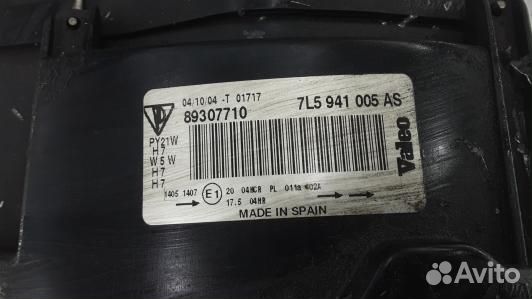 04/10/04 -T 01717
89307710
7L5 941 005 AS
PY21W
H7
W5W
H7
H7
Valeo
1405 1407
E1
20 04HCR PL 011a 02A
17.5 04HR
MADE IN SPAIN
Avito